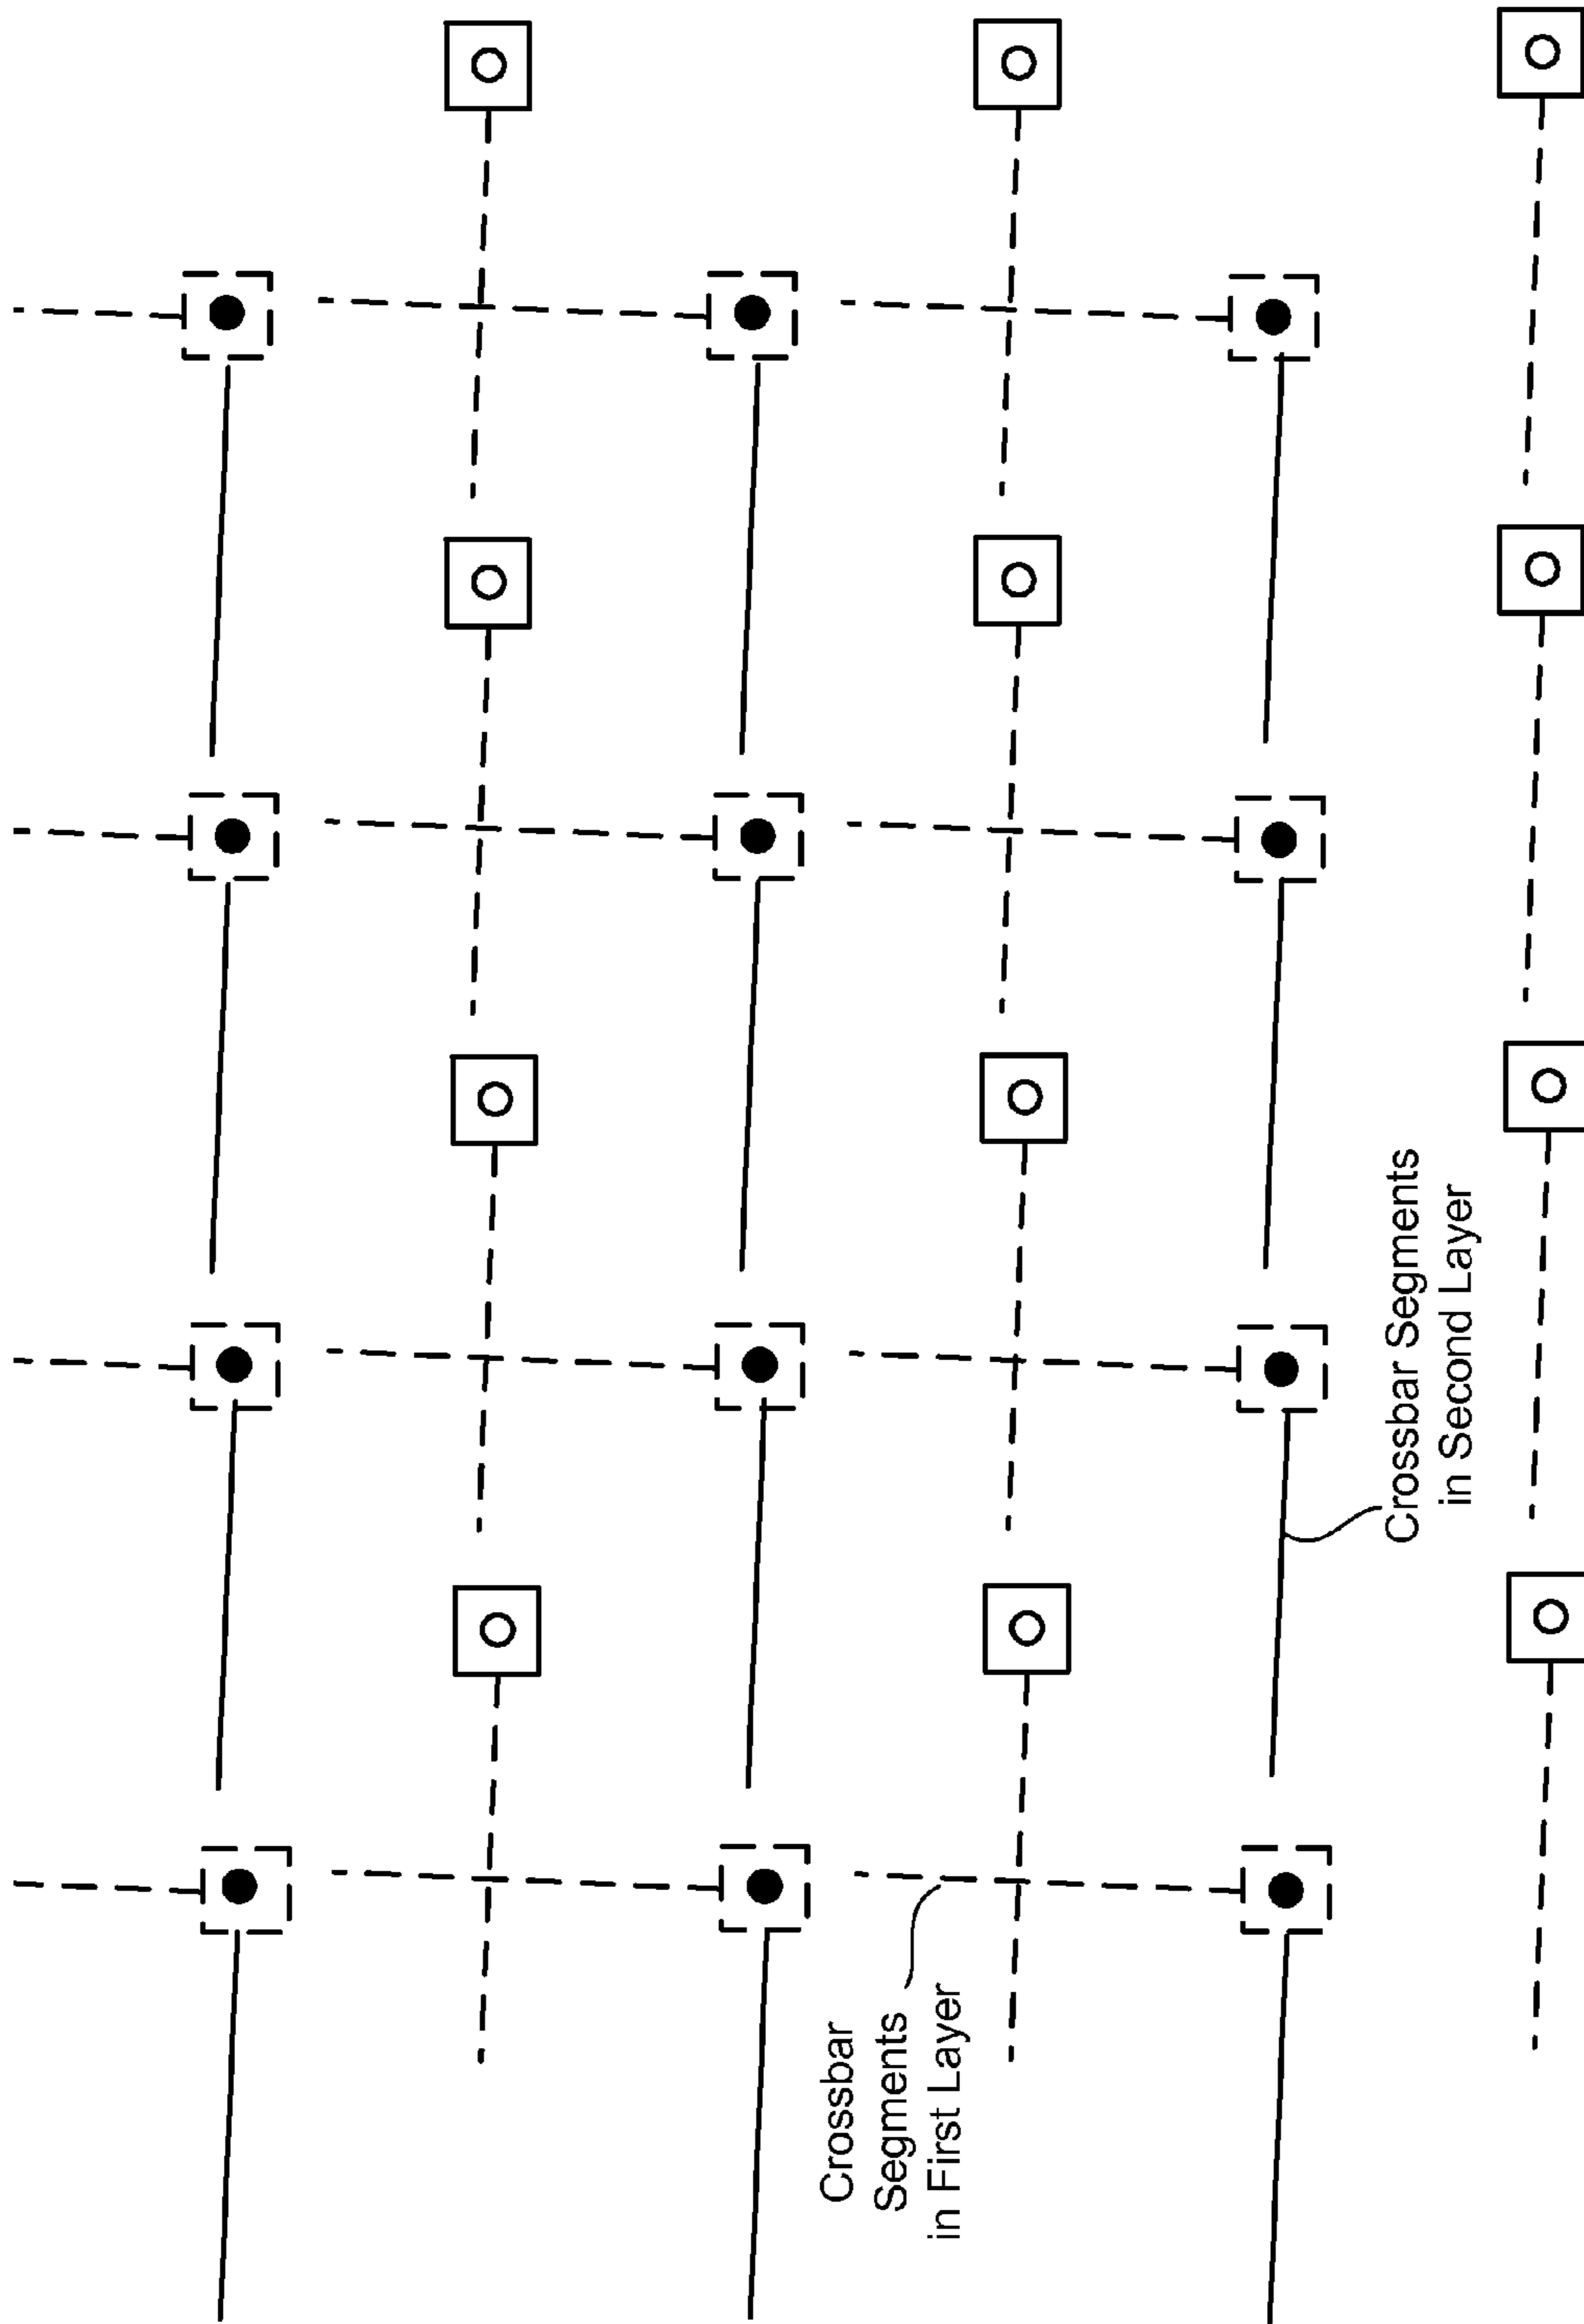 Crossbar
Segments
in First Layer
Crossbar Segments
in Second Layer